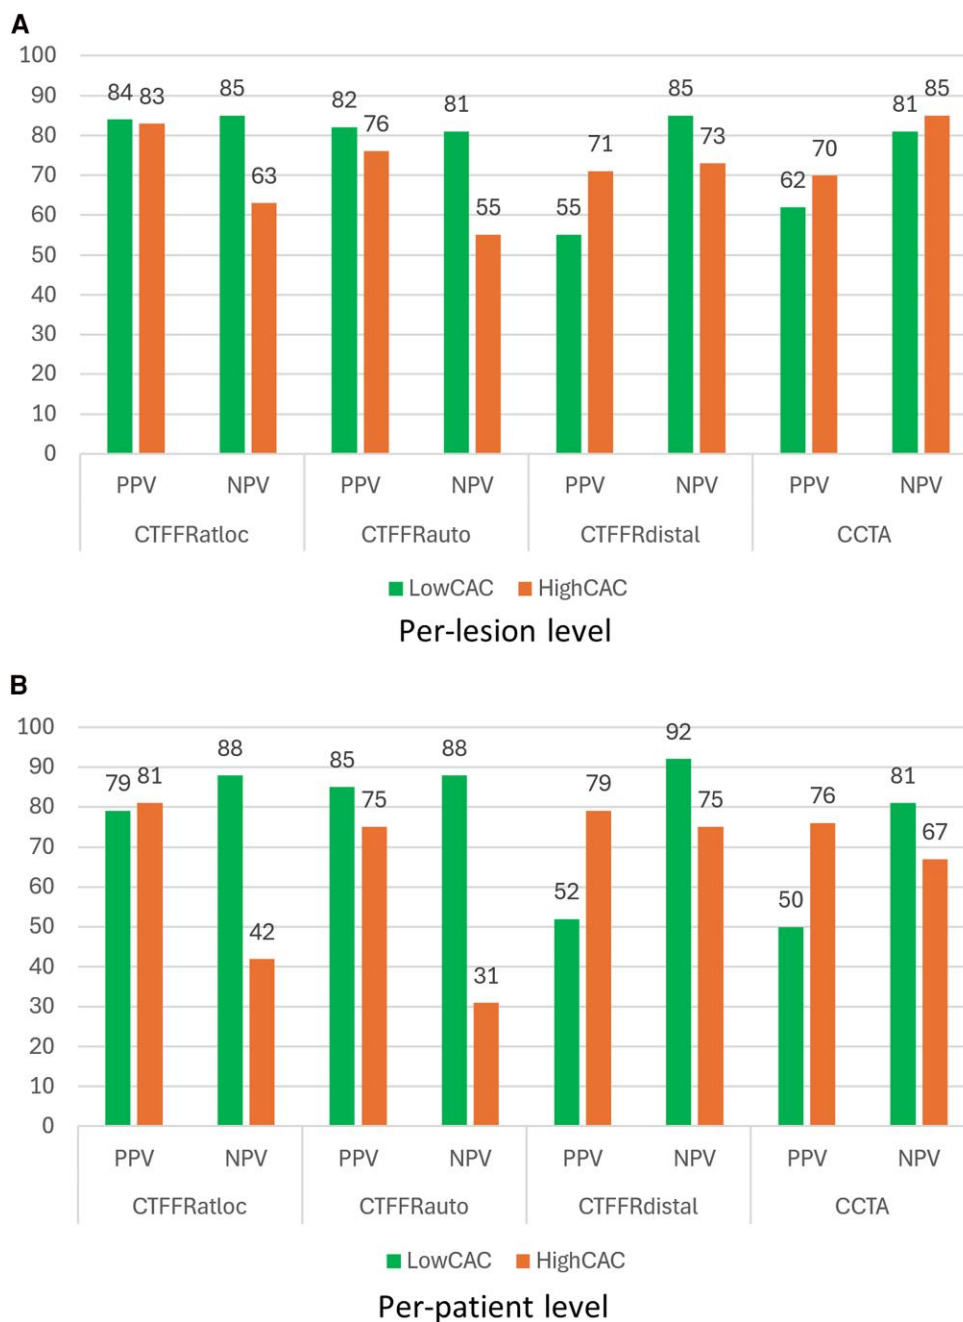 A
100
90
80
70
60
50
40
30
20
10
0
84 83 85 63 82 76 81 55 55 71 85 73 62 70 81 85
PPV NPV PPV NPV PPV NPV PPV NPV
CTFFRatloc CTFFRauto CTFFRdistal CCTA
LowCAC HighCAC
Per-lesion level
B
100
90
80
70
60
50
40
30
20
10
0
79 81 88 42 85 75 88 31 52 79 92 75 50 76 81 67
PPV NPV PPV NPV PPV NPV PPV NPV
CTFFRatloc CTFFRauto CTFFRdistal CCTA
LowCAC HighCAC
Per-patient level